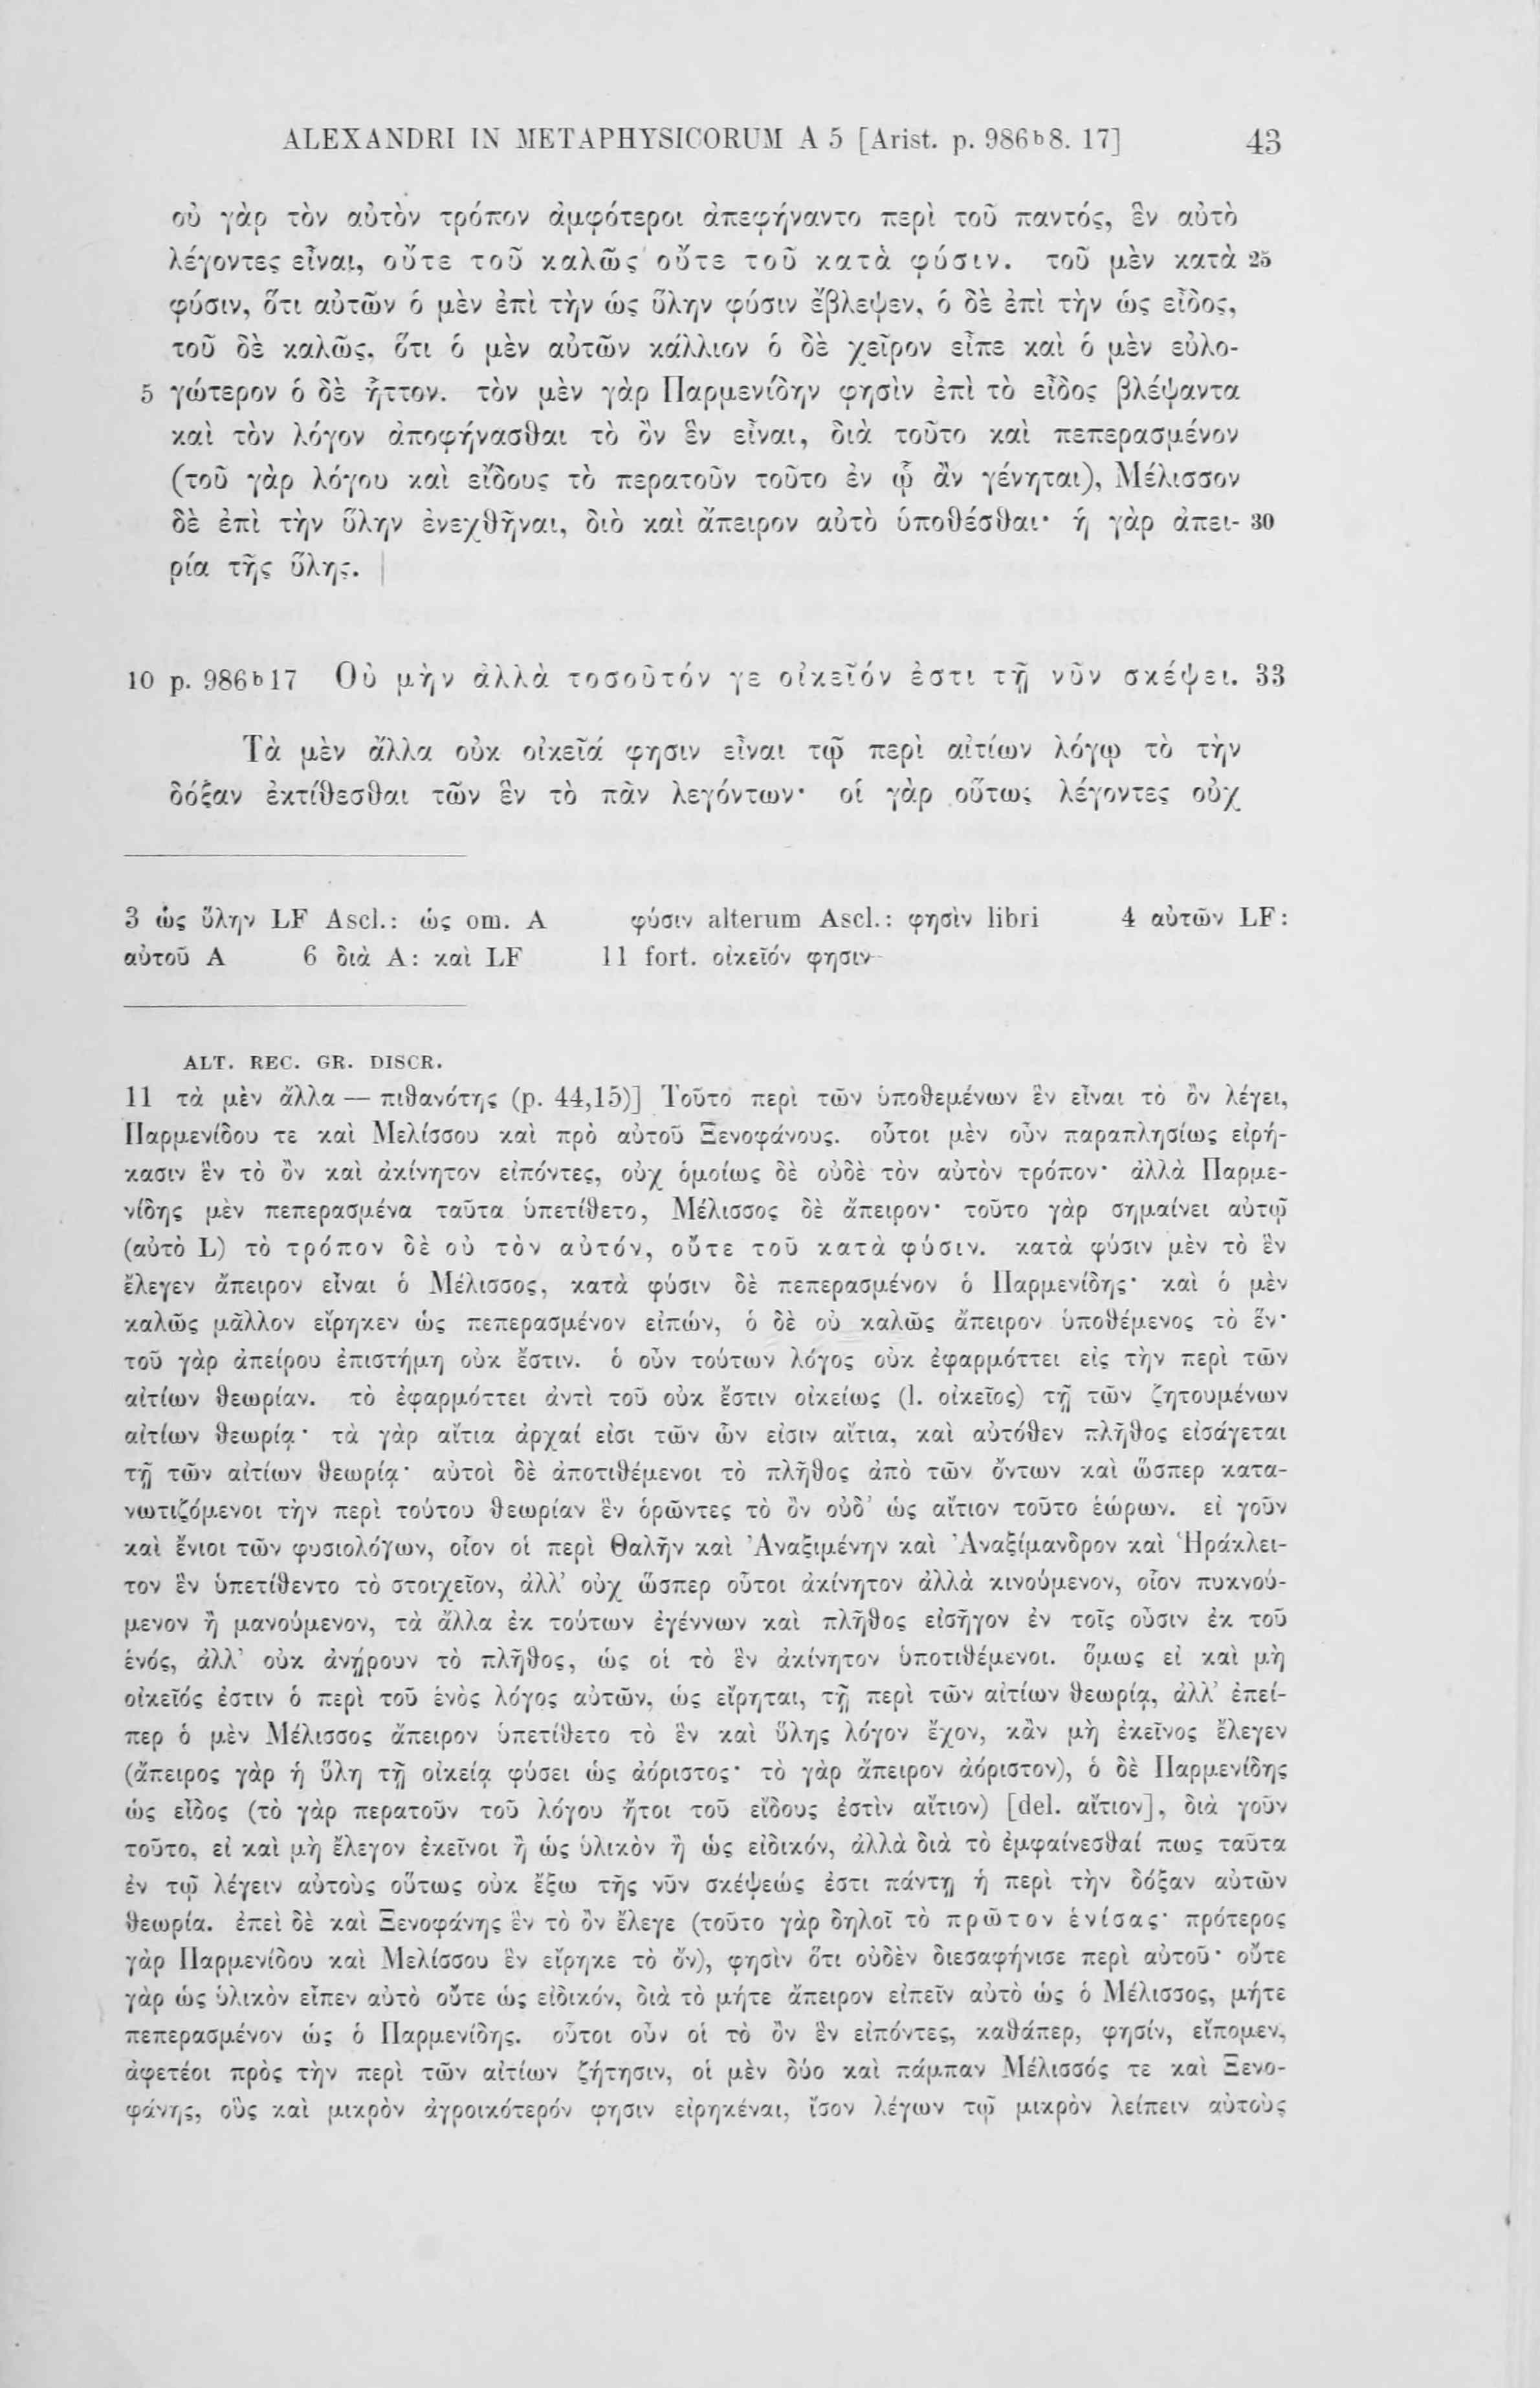 ALEXANDRI IN METAPHYSICORUM A 5 [Arist. p. 986b8. 17] 43
οὐ γὰρ τὸν αὐτὸν τρόπον ἀμφότεροι ἀπεφήναντο περὶ τοῦ παντός, ἓν αὐτὸ
λέγοντες εἶναι, οὔτε τοῦ καλῶς οὔτε τοῦ κατὰ φύσιν. τοῦ μὲν κατὰ 25
φύσιν, ὅτι αὐτῶν ὁ μὲν ἐπὶ τὴν ὡς ὕλην φύσιν ἔβλεψεν, ὁ δὲ ἐπὶ τὴν ὡς εἶδος,
τοῦ δὲ καλῶς, ὅτι ὁ μὲν αὐτῶν κάλλιον ὁ δὲ χεῖρον εἶπε καὶ ὁ μὲν εὐλο-
5 γώτερον ὁ δὲ ἧττον. τὸν μὲν γὰρ Παρμενίδην φησὶν ἐπὶ τὸ εἶδος βλέψαντα
καὶ τὸν λόγον ἀποφήνασθαι τὸ ὂν ἓν εἶναι, διὰ τοῦτο καὶ πεπερασμένον
(τοῦ γὰρ λόγου καὶ εἴδους τὸ περατοῦν τοῦτο ἐν ᾧ ἂν γένηται), Μέλισσον
δὲ ἐπὶ τὴν ὕλην ἐνεχθῆναι, διὸ καὶ ἄπειρον αὐτὸ ὑποθέσθαι· ἡ γὰρ ἀπει- 30
ρία τῆς ὕλης. |
10 p. 986b17 Οὐ μὴν ἀλλὰ τοσοῦτόν γε οἰκεῖόν ἐστι τῇ νῦν σκέψει. 33
Τὰ μὲν ἄλλα οὐκ οἰκεῖά φησιν εἶναι τῷ περὶ αἰτίων λόγῳ τὸ τὴν
δόξαν ἐκτίθεσθαι τῶν ἓν τὸ πᾶν λεγόντων· οἱ γὰρ οὕτως λέγοντες οὐχ
3 ὡς ὕλην LF Ascl.: ὡς om. A φύσιν alterum Ascl.: φησὶν libri 4 αὐτῶν LF:
αὐτοῦ A 6 διὰ A: καὶ LF 11 fort. οἰκεῖόν φησιν
ALT. REC. GR. DISCR.
11 τὰ μὲν ἄλλα — πιθανότης (p. 44,15)] Τοῦτο περὶ τῶν ὑποθεμένων ἓν εἶναι τὸ ὂν λέγει,
Παρμενίδου τε καὶ Μελίσσου καὶ πρὸ αὐτοῦ Ξενοφάνους. οὗτοι μὲν οὖν παραπλησίως εἰρή-
κασιν ἓν τὸ ὂν καὶ ἀκίνητον εἰπόντες, οὐχ ὁμοίως δὲ οὐδὲ τὸν αὐτὸν τρόπον· ἀλλὰ Παρμε-
νίδης μὲν πεπερασμένα ταῦτα ὑπετίθετο, Μέλισσος δὲ ἄπειρον· τοῦτο γὰρ σημαίνει αὐτῷ
(αὐτὸ L) τὸ τρόπον δὲ οὐ τὸν αὐτόν, οὔτε τοῦ κατὰ φύσιν. κατὰ φύσιν μὲν τὸ ἓν
ἔλεγεν ἄπειρον εἶναι ὁ Μέλισσος, κατὰ φύσιν δὲ πεπερασμένον ὁ Παρμενίδης· καὶ ὁ μὲν
καλῶς μᾶλλον εἴρηκεν ὡς πεπερασμένον εἰπών, ὁ δὲ οὐ καλῶς ἄπειρον ὑποθέμενος τὸ ἕν·
τοῦ γὰρ ἀπείρου ἐπιστήμη οὐκ ἔστιν. ὁ οὖν τούτων λόγος οὐκ ἐφαρμόττει εἰς τὴν περὶ τῶν
αἰτίων θεωρίαν. τὸ ἐφαρμόττει ἀντὶ τοῦ οὐκ ἔστιν οἰκείως (l. οἰκεῖος) τῇ τῶν ζητουμένων
αἰτίων θεωρίᾳ· τὰ γὰρ αἴτια ἀρχαί εἰσι τῶν ὧν εἰσιν αἴτια, καὶ αὐτόθεν πλῆθος εἰσάγεται
τῇ τῶν αἰτίων θεωρίᾳ· αὐτοὶ δὲ ἀποτιθέμενοι τὸ πλῆθος ἀπὸ τῶν ὄντων καὶ ὥσπερ κατα-
νωτιζόμενοι τὴν περὶ τούτου θεωρίαν ἓν ὁρῶντες τὸ ὂν οὐδ' ὡς αἴτιον τοῦτο ἑώρων. εἰ γοῦν
καὶ ἔνιοι τῶν φυσιολόγων, οἷον οἱ περὶ Θαλῆν καὶ Ἀναξιμένην καὶ Ἀναξίμανδρον καὶ Ἡράκλει-
τον ἓν ὑπετίθεντο τὸ στοιχεῖον, ἀλλ' οὐχ ὥσπερ οὗτοι ἀκίνητον ἀλλὰ κινούμενον, οἷον πυκνού-
μενον ἢ μανούμενον, τὰ ἄλλα ἐκ τούτων ἐγέννων καὶ πλῆθος εἰσῆγον ἐν τοῖς οὖσιν ἐκ τοῦ
ἑνός, ἀλλ' οὐκ ἀνῄρουν τὸ πλῆθος, ὡς οἱ τὸ ἓν ἀκίνητον ὑποτιθέμενοι. ὅμως εἰ καὶ μὴ
οἰκεῖός ἐστιν ὁ περὶ τοῦ ἑνὸς λόγος αὐτῶν, ὡς εἴρηται, τῇ περὶ τῶν αἰτίων θεωρίᾳ, ἀλλ' ἐπεί-
περ ὁ μὲν Μέλισσος ἄπειρον ὑπετίθετο τὸ ἓν καὶ ὕλης λόγον ἔχον, κἂν μὴ ἐκεῖνος ἔλεγεν
(ἄπειρος γὰρ ἡ ὕλη τῇ οἰκείᾳ φύσει ὡς ἀόριστος· τὸ γὰρ ἄπειρον ἀόριστον), ὁ δὲ Παρμενίδης
ὡς εἶδος (τὸ γὰρ περατοῦν τοῦ λόγου ἤτοι τοῦ εἴδους ἐστὶν αἴτιον) [del. αἴτιον], διὰ γοῦν
τοῦτο, εἰ καὶ μὴ ἔλεγον ἐκεῖνοι ἢ ὡς ὑλικὸν ἢ ὡς εἰδικόν, ἀλλὰ διὰ τὸ ἐμφαίνεσθαί πως ταῦτα
ἐν τῷ λέγειν αὐτοὺς οὕτως οὐκ ἔξω τῆς νῦν σκέψεώς ἐστι πάντῃ ἡ περὶ τὴν δόξαν αὐτῶν
θεωρία. ἐπεὶ δὲ καὶ Ξενοφάνης ἓν τὸ ὂν ἔλεγε (τοῦτο γὰρ δηλοῖ τὸ πρῶτον ἑνίσας· πρότερος
γὰρ Παρμενίδου καὶ Μελίσσου ἓν εἴρηκε τὸ ὄν), φησὶν ὅτι οὐδὲν διεσαφήνισε περὶ αὐτοῦ· οὔτε
γὰρ ὡς ὑλικὸν εἶπεν αὐτὸ οὔτε ὡς εἰδικόν, διὰ τὸ μήτε ἄπειρον εἰπεῖν αὐτὸ ὡς ὁ Μέλισσος, μήτε
πεπερασμένον ὡς ὁ Παρμενίδης. οὗτοι οὖν οἱ τὸ ὂν ἓν εἰπόντες, καθάπερ, φησίν, εἴπομεν,
ἀφετέοι πρὸς τὴν περὶ τῶν αἰτίων ζήτησιν, οἱ μὲν δύο καὶ πάμπαν Μέλισσός τε καὶ Ξενο-
φάνης, οὓς καὶ μικρὸν ἀγροικότερόν φησιν εἰρηκέναι, ἴσον λέγων τῷ μικρὸν λείπειν αὐτοὺς